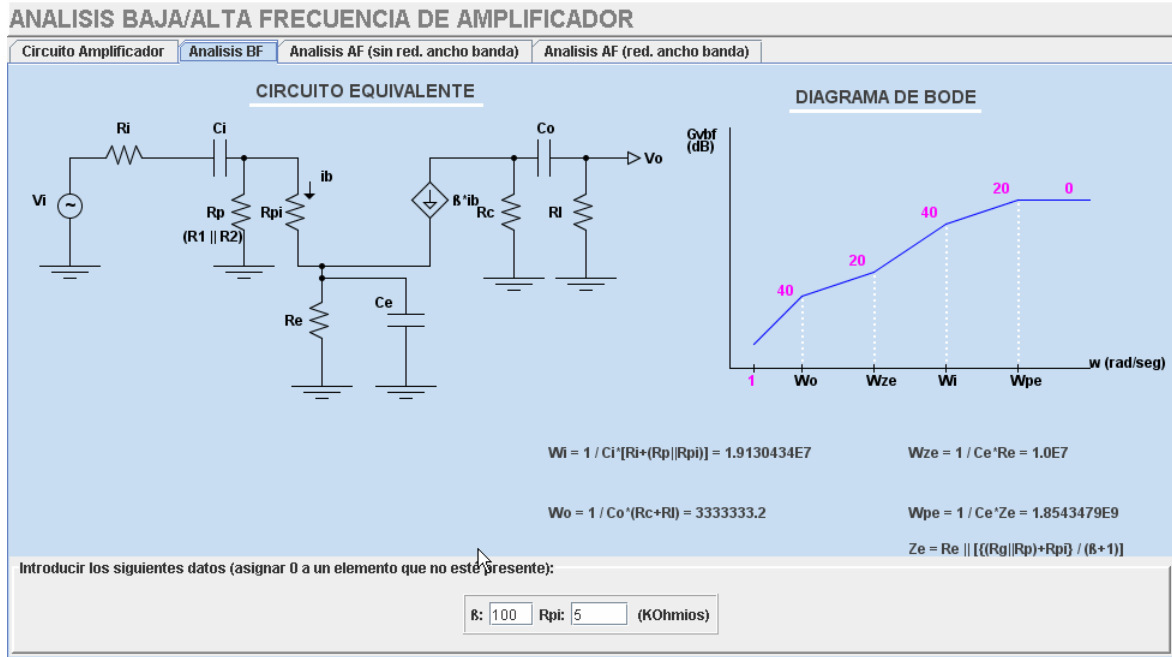 ANALISIS BAJA/ALTA FRECUENCIA DE AMPLIFICADOR
Circuito Amplificador
Analisis BF
Analisis AF (sin red. ancho banda)
Analisis AF (red. ancho banda)
CIRCUITO EQUIVALENTE
Ri
Ci
Co
Vo
Vi
~
ib
Rp
(R1 || R2)
Rpi
ß*ib
Rc
Rl
Re
Ce
DIAGRAMA DE BODE
Gvbf
(dB)
40
20
40
20
0
w (rad/seg)
1
Wo
Wze
Wi
Wpe
Wi = 1 / Ci*[Ri+(Rp||Rpi)] = 1.9130434E7
Wze = 1 / Ce*Re = 1.0E7
Wo = 1 / Co*(Rc+Rl) = 3333333.2
Wpe = 1 / Ce*Ze = 1.8543479E9
Ze = Re || [{(Rg||Rp)+Rpi} / (ß+1)]
Introducir los siguientes datos (asignar 0 a un elemento que no esté presente):
ß: 100 Rpi: 5 (KOhmios)